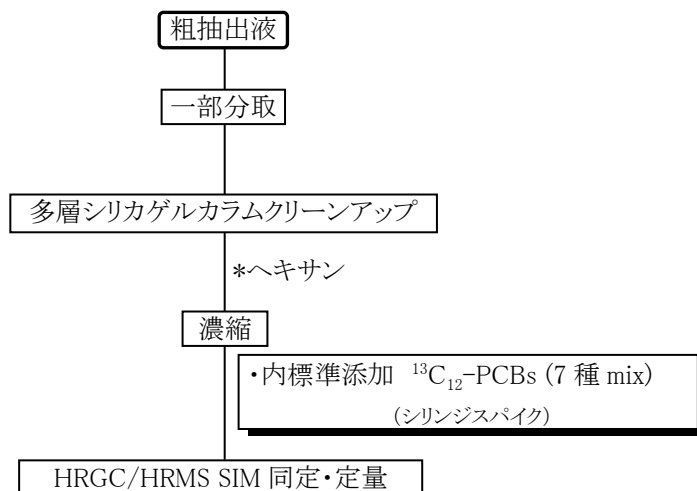 粗抽出液
一部分取
多層シリカゲルカラムクリーンアップ
*ヘキサン
濃縮
・内標準添加 ¹³C₁₂-PCBs (7 種 mix)
(シリンジスパイク)
HRGC/HRMS SIM 同定・定量